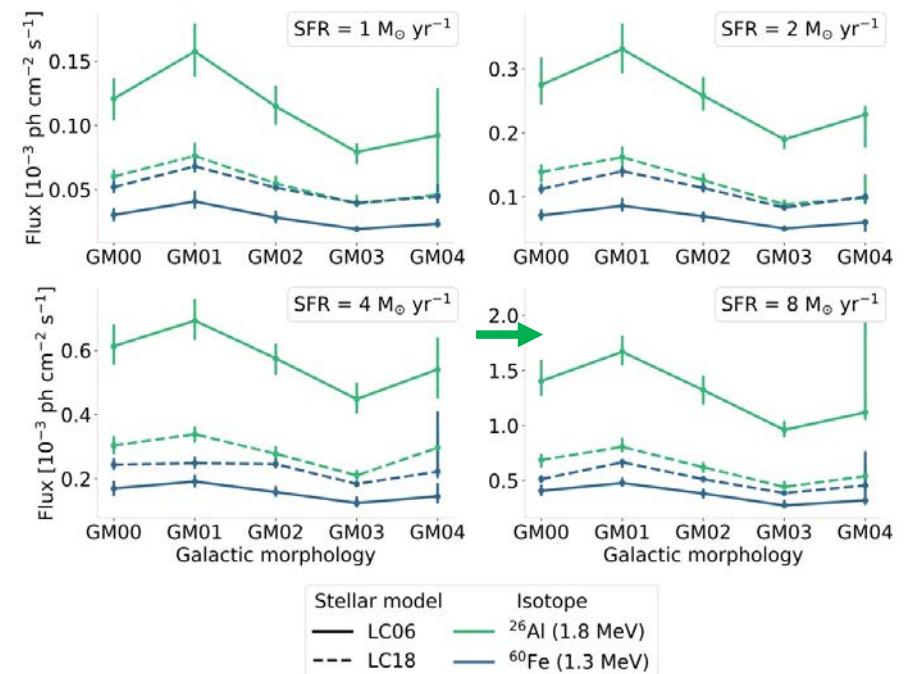 SFR = 1 M⊙ yr⁻¹
Flux [10⁻³ ph cm⁻² s⁻¹]
0.15
0.10
0.05
GM00 GM01 GM02 GM03 GM04
SFR = 2 M⊙ yr⁻¹
0.3
0.2
0.1
GM00 GM01 GM02 GM03 GM04
SFR = 4 M⊙ yr⁻¹
Flux [10⁻³ ph cm⁻² s⁻¹]
0.6
0.4
0.2
GM00 GM01 GM02 GM03 GM04
Galactic morphology
SFR = 8 M⊙ yr⁻¹
2.0
1.5
1.0
0.5
GM00 GM01 GM02 GM03 GM04
Galactic morphology
Stellar model Isotope
LC06 ²⁶Al (1.8 MeV)
LC18 ⁶⁰Fe (1.3 MeV)